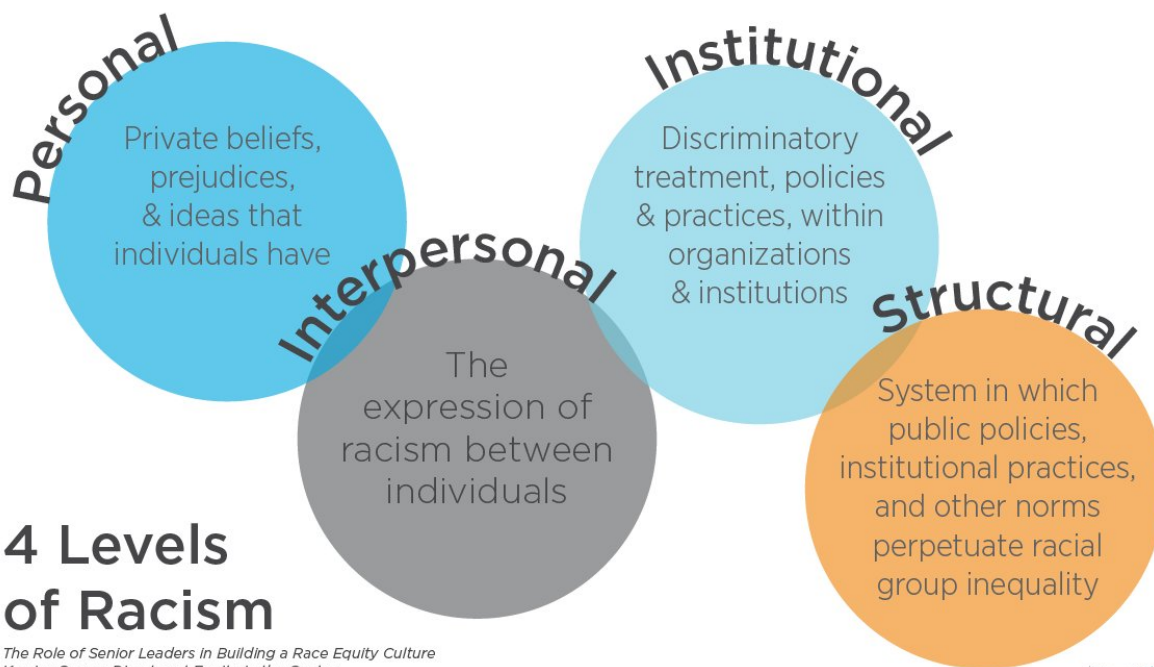 Personal
Private beliefs,
prejudices,
& ideas that
individuals have
Interpersonal
The
expression of
racism between
individuals
Institutional
Discriminatory
treatment, policies
& practices, within
organizations
& institutions
Structural
System in which
public policies,
institutional practices,
and other norms
perpetuate racial
group inequality
4 Levels
of Racism
The Role of Senior Leaders in Building a Race Equity Culture